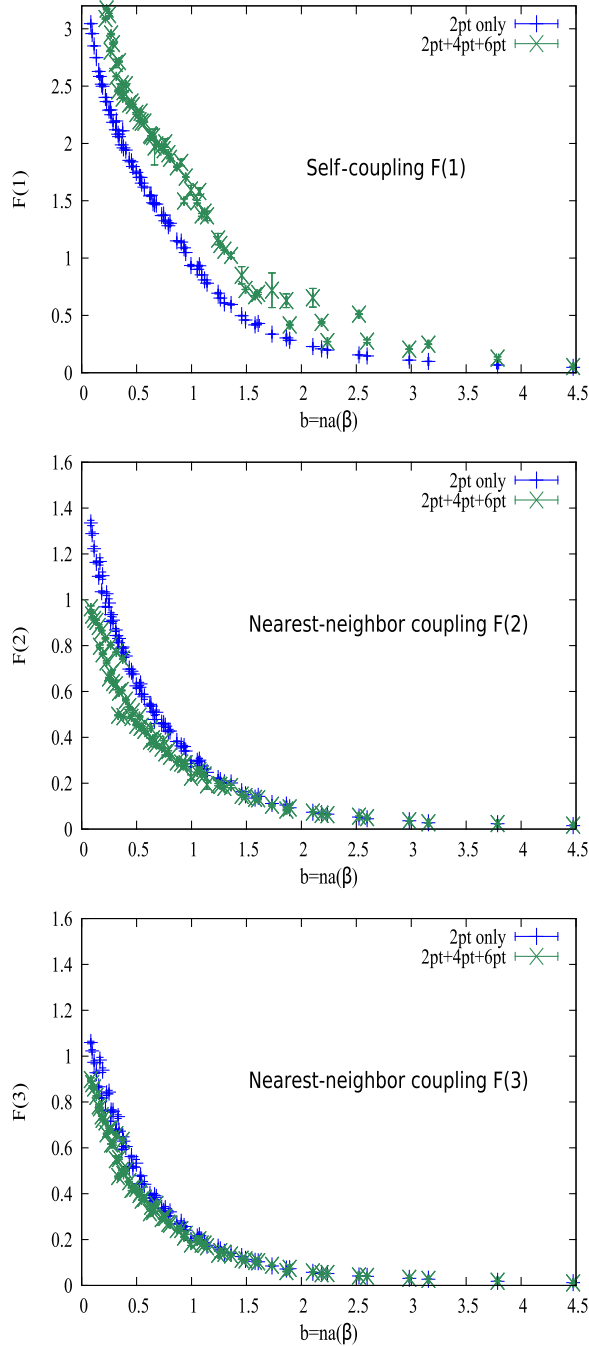 3
2.5
2
1.5
1
0.5
0
F(1)
2pt only
2pt+4pt+6pt
Self-coupling F(1)
0 0.5 1 1.5 2 2.5 3 3.5 4 4.5
b=na(β)
1.6
1.4
1.2
1
0.8
0.6
0.4
0.2
0
F(2)
2pt only
2pt+4pt+6pt
Nearest-neighbor coupling F(2)
0 0.5 1 1.5 2 2.5 3 3.5 4 4.5
b=na(β)
1.6
1.4
1.2
1
0.8
0.6
0.4
0.2
0
F(3)
2pt only
2pt+4pt+6pt
Nearest-neighbor coupling F(3)
0 0.5 1 1.5 2 2.5 3 3.5 4 4.5
b=na(β)